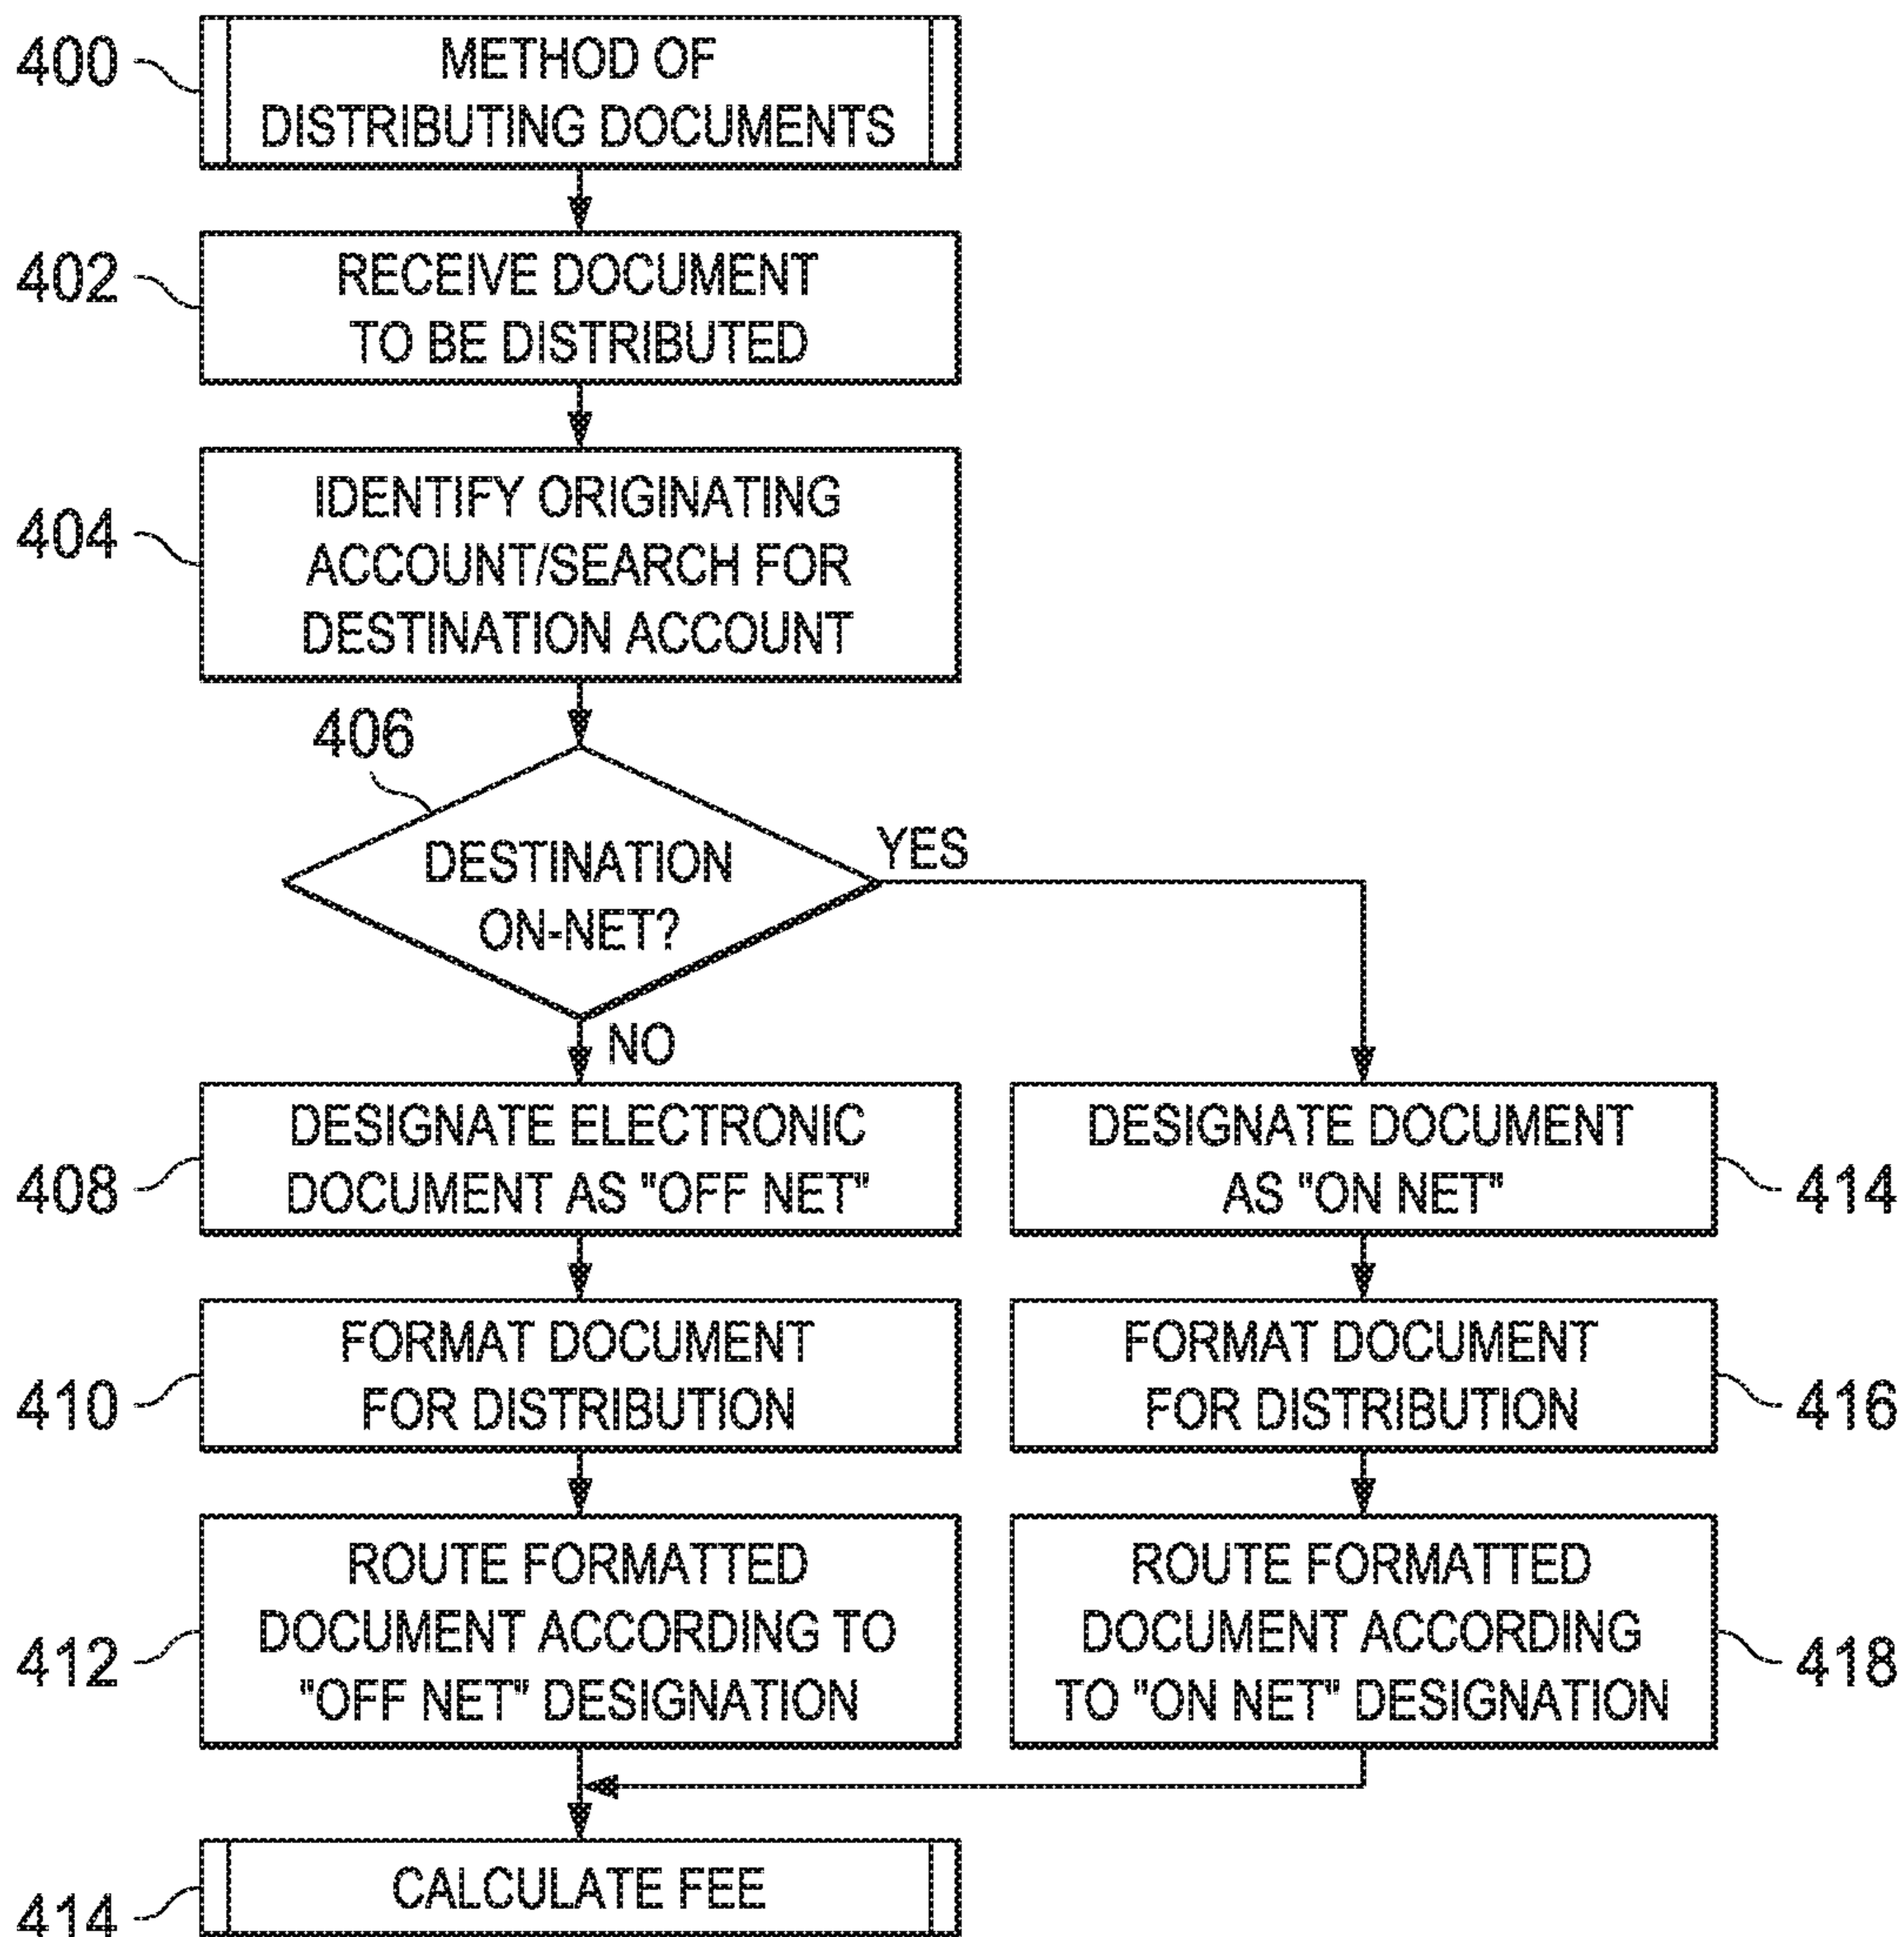 400
METHOD OF
DISTRIBUTING DOCUMENTS
402
RECEIVE DOCUMENT
TO BE DISTRIBUTED
404
IDENTIFY ORIGINATING
ACCOUNT/SEARCH FOR
DESTINATION ACCOUNT
406
DESTINATION
ON-NET?
YES
NO
408
DESIGNATE ELECTRONIC
DOCUMENT AS "OFF NET"
DESIGNATE DOCUMENT
AS "ON NET"
414
410
FORMAT DOCUMENT
FOR DISTRIBUTION
FORMAT DOCUMENT
FOR DISTRIBUTION
416
412
ROUTE FORMATTED
DOCUMENT ACCORDING TO
"OFF NET" DESIGNATION
ROUTE FORMATTED
DOCUMENT ACCORDING
TO "ON NET" DESIGNATION
418
414
CALCULATE FEE